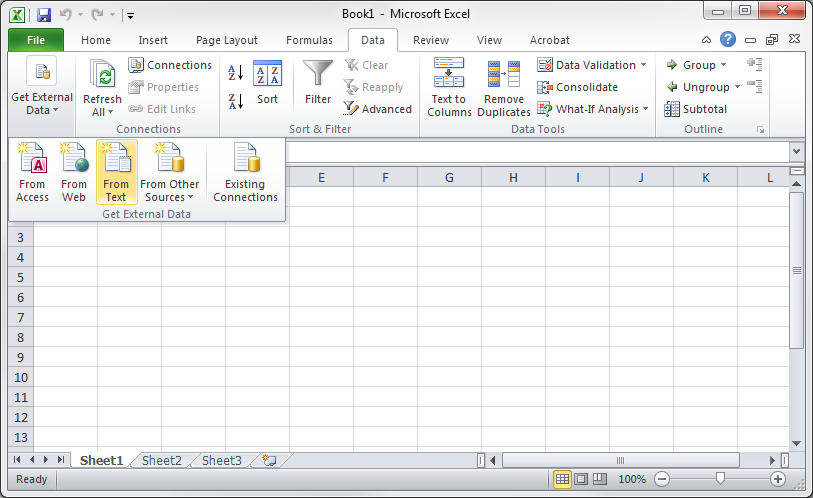 Book1 - Microsoft Excel
File Home Insert Page Layout Formulas Data Review View Acrobat
Get External Data
Refresh All
Connections
Properties
Edit Links
Connections
A Z
Z A
A Z Z A
Sort
Filter
Clear
Reapply
Advanced
Sort & Filter
Text to Columns
Remove Duplicates
Data Validation
Consolidate
What-If Analysis
Data Tools
Group
Ungroup
Subtotal
Outline
A
From Access
From Web
From Text
From Other Sources
Existing Connections
Get External Data
E F G H I J K L
3
4
5
6
7
8
9
10
11
12
13
Sheet1 Sheet2 Sheet3
Ready 100%